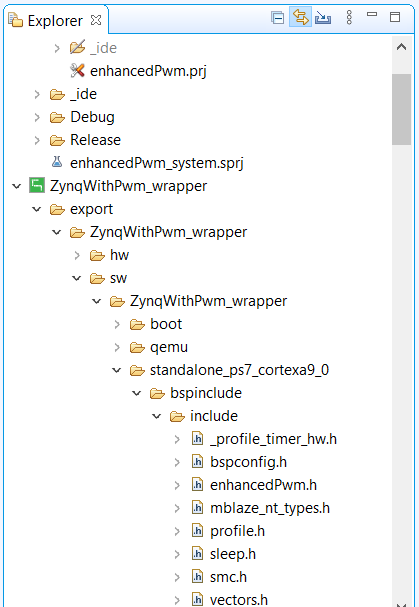 Explorer
_ide
enhancedPwm.prj
_ide
Debug
Release
enhancedPwm_system.sprj
ZynqWithPwm_wrapper
export
ZynqWithPwm_wrapper
hw
sw
ZynqWithPwm_wrapper
boot
qemu
standalone_ps7_cortexa9_0
bspinclude
include
.h _profile_timer_hw.h
.h bspconfig.h
.h enhancedPwm.h
.h mblaze_nt_types.h
.h profile.h
.h sleep.h
.h smc.h
.h vectors.h